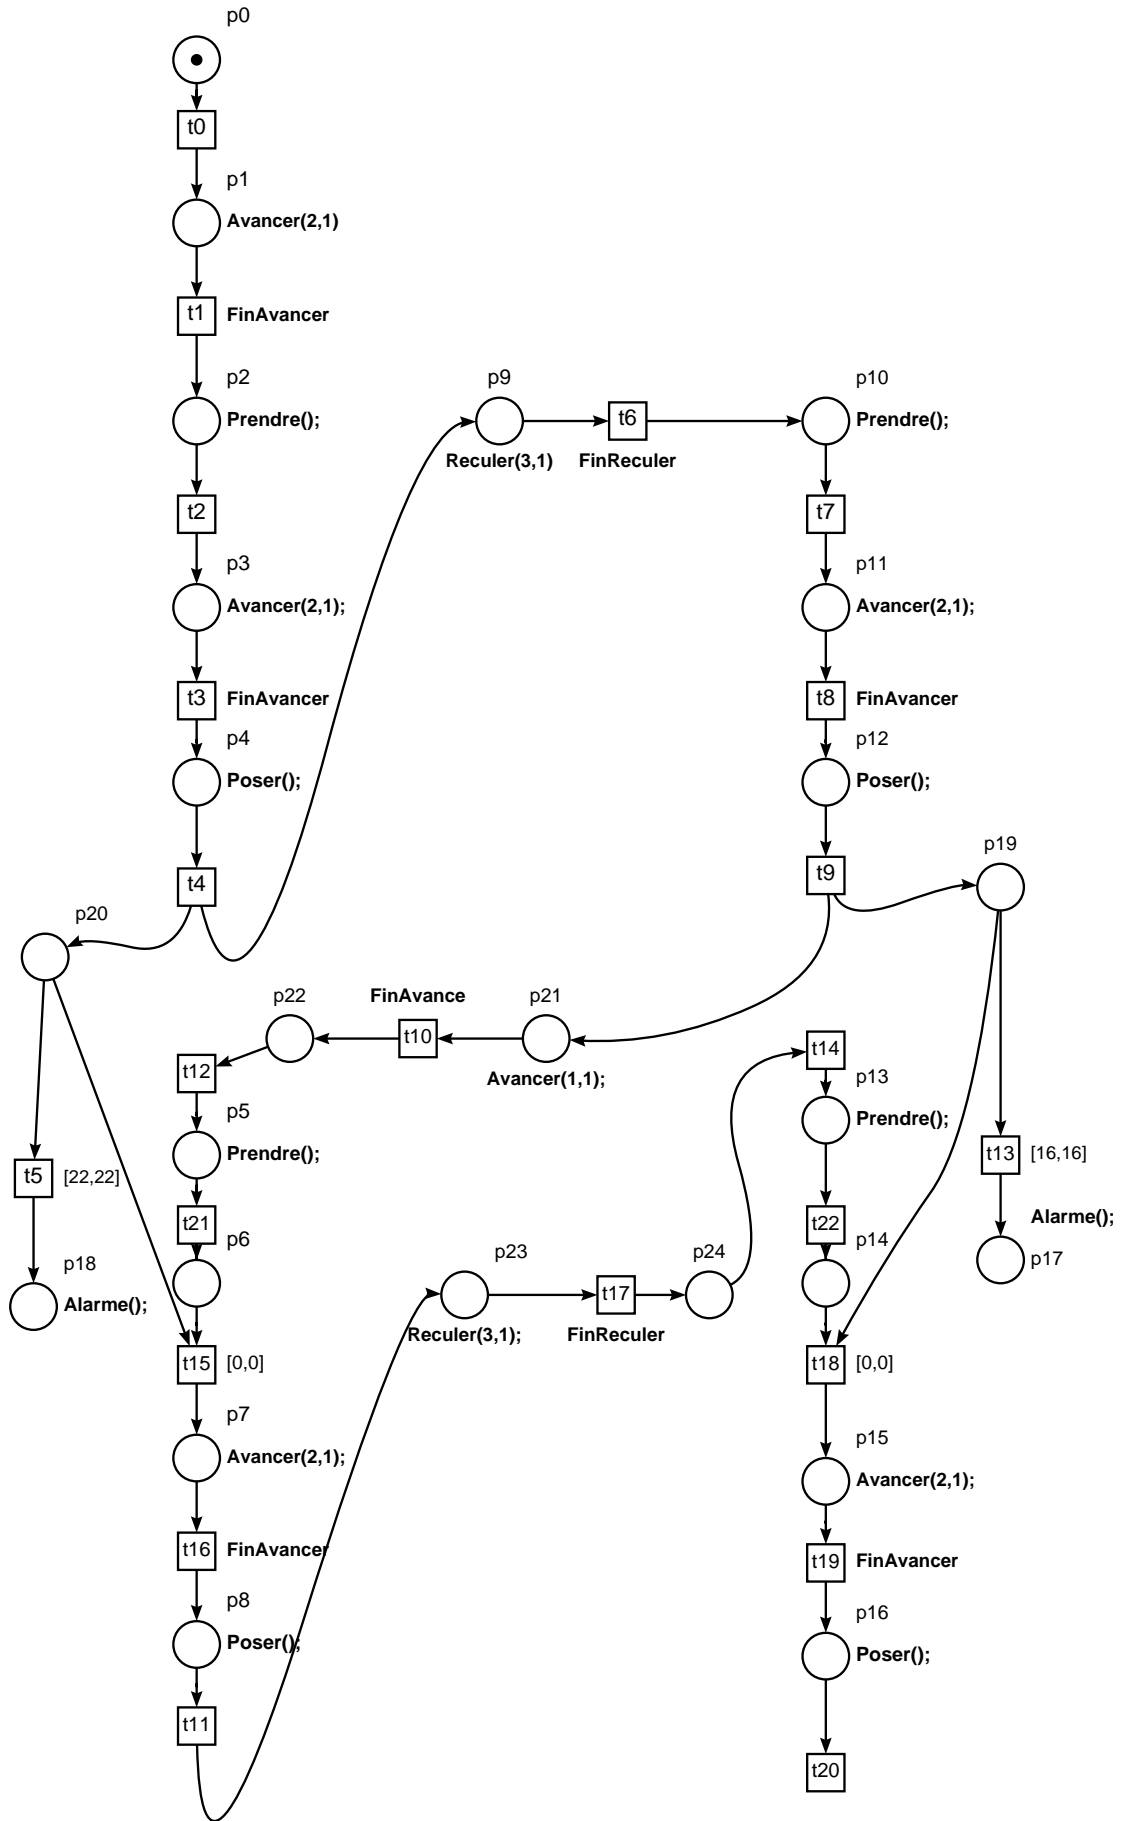 p0
t0
p1
Avancer(2,1)
t1 FinAvancer
p2 p9 p10
Prendre(); t6 Prendre();
Reculer(3,1) FinReculer
t2 t7
p3 p11
Avancer(2,1); Avancer(2,1);
t3 FinAvancer t8 FinAvancer
p4 p12
Poser(); Poser();
p19
t4 t9
p20
p22 FinAvance p21
t10 t14
t12 Avancer(1,1); p13
p5 Prendre();
Prendre(); t13 [16,16]
t5 [22,22]
t21 t22 Alarme();
p6 p23 p24 p14 p17
p18
Alarme(); t17
Reculer(3,1); FinReculer
t15 [0,0] t18 [0,0]
p7 p15
Avancer(2,1); Avancer(2,1);
t16 FinAvancer t19 FinAvancer
p8 p16
Poser(); Poser();
t11
t20